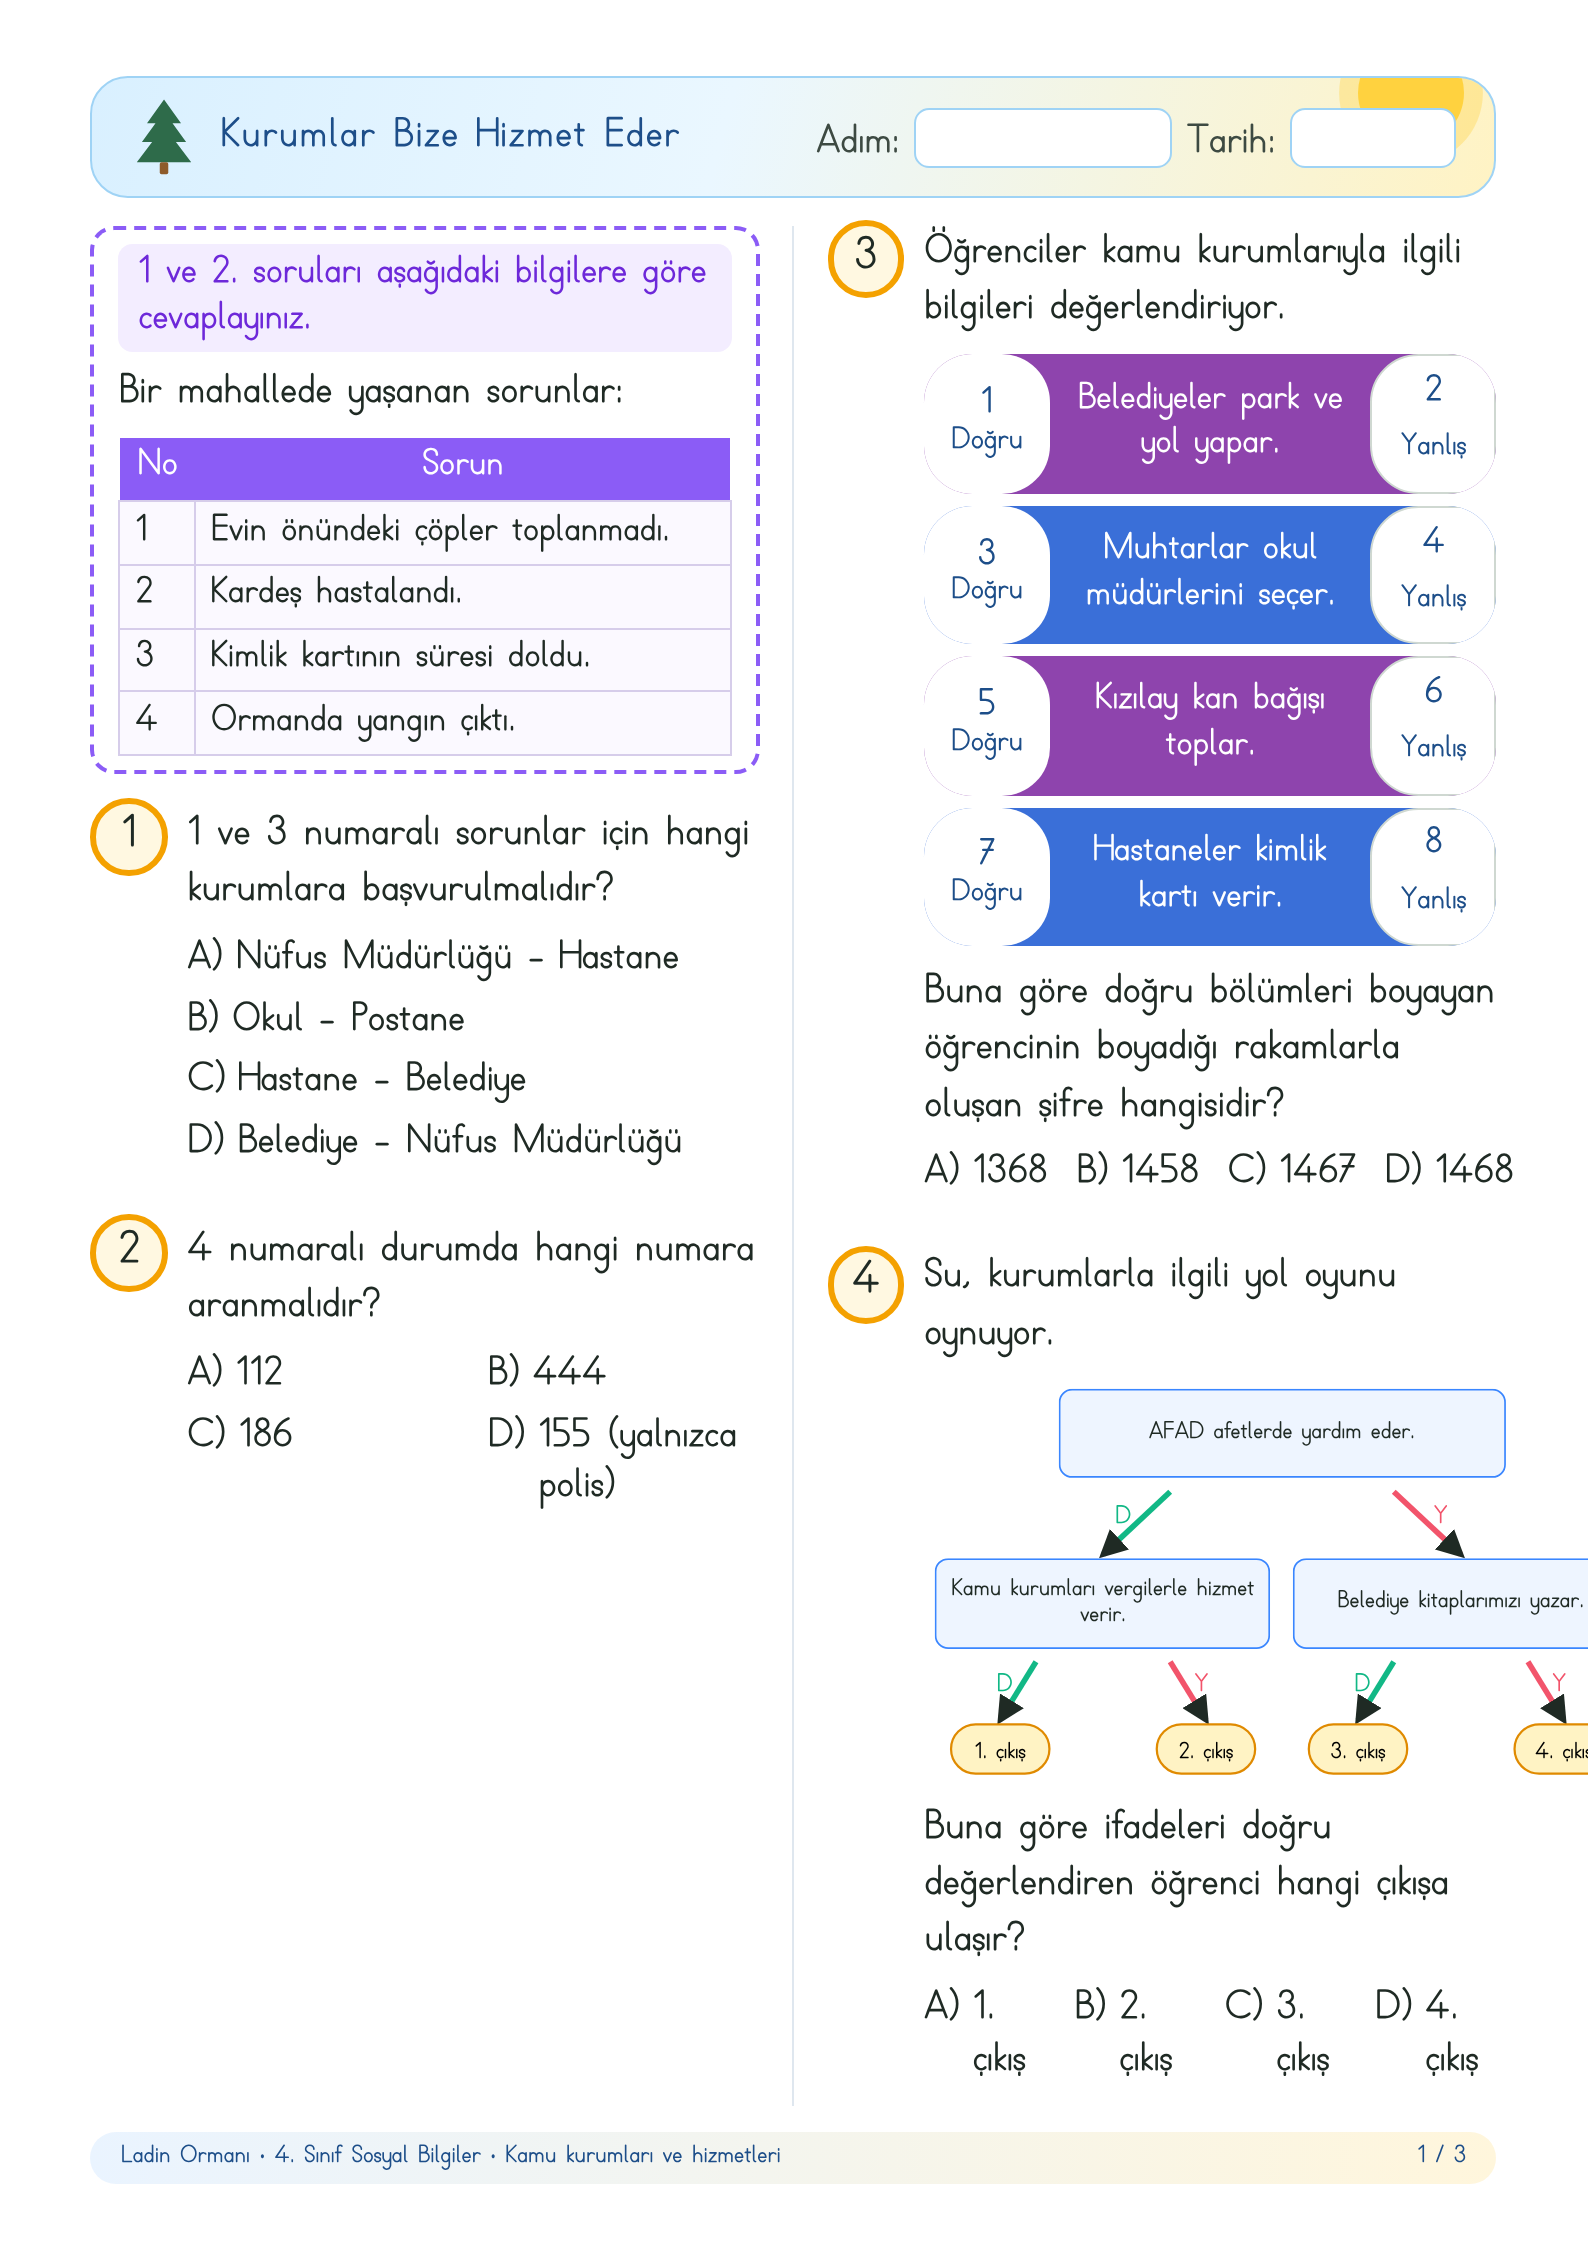 Kurumlar Bize Hizmet Eder
Adım:
Tarih:
1 ve 2. soruları aşağıdaki bilgilere göre
cevaplayınız.
Bir mahallede yaşanan sorunlar:
No Sorun
1 Evin önündeki çöpler toplanmadı.
2 Kardeş hastalandı.
3 Kimlik kartının süresi doldu.
4 Ormanda yangın çıktı.
1
1 ve 3 numaralı sorunlar için hangi
kurumlara başvurulmalıdır?
A) Nüfus Müdürlüğü – Hastane
B) Okul – Postane
C) Hastane – Belediye
D) Belediye – Nüfus Müdürlüğü
2
4 numaralı durumda hangi numara
aranmalıdır?
A) 112 B) 444
C) 186 D) 155 (yalnızca
polis)
3
Öğrenciler kamu kurumlarıyla ilgili
bilgileri değerlendiriyor.
1
Doğru
Belediyeler park ve
yol yapar.
2
Yanlış
3
Doğru
Muhtarlar okul
müdürlerini seçer.
4
Yanlış
5
Doğru
Kızılay kan bağışı
toplar.
6
Yanlış
7
Doğru
Hastaneler kimlik
kartı verir.
8
Yanlış
Buna göre doğru bölümleri boyayan
öğrencinin boyadığı rakamlarla
oluşan şifre hangisidir?
A) 1368 B) 1458 C) 1467 D) 1468
4
Su, kurumlarla ilgili yol oyunu
oynuyor.
AFAD afetlerde yardım eder.
D Y
Kamu kurumları vergilerle hizmet
verir.
Belediye kitaplarımızı yazar.
D Y D Y
1. çıkış 2. çıkış 3. çıkış 4. çıkış
Buna göre ifadeleri doğru
değerlendiren öğrenci hangi çıkışa
ulaşır?
A) 1. B) 2. C) 3. D) 4.
çıkış çıkış çıkış çıkış
Ladin Ormanı • 4. Sınıf Sosyal Bilgiler • Kamu kurumları ve hizmetleri
1 / 3